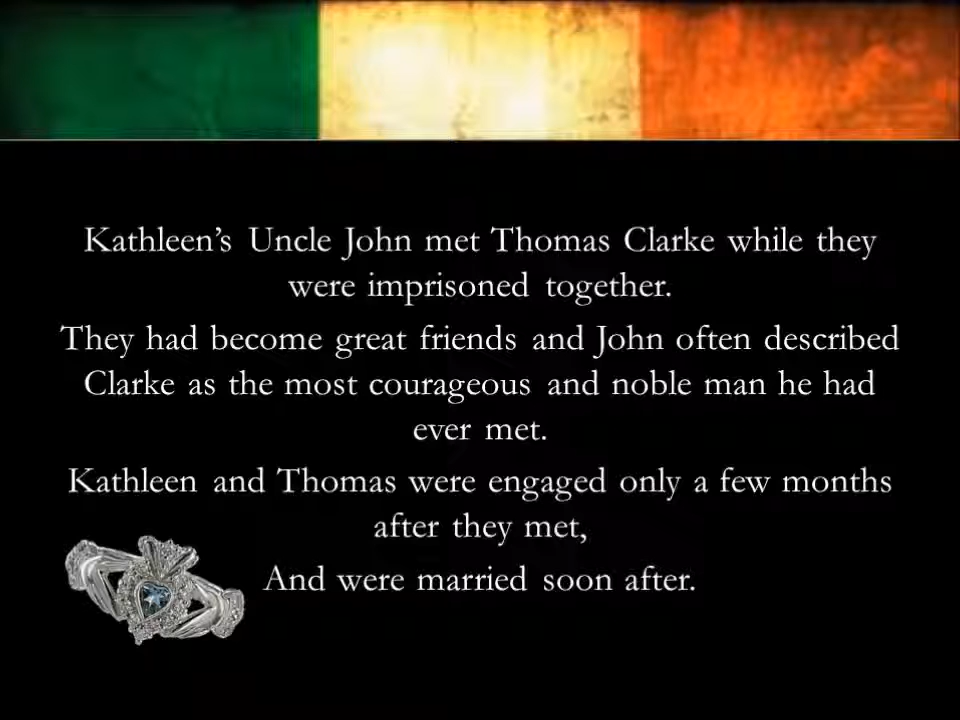 Kathleen’s Uncle John met Thomas Clarke while they
were imprisoned together.
They had become great friends and John often described
Clarke as the most courageous and noble man he had
ever met.
Kathleen and Thomas were engaged only a few months
after they met,
And were married soon after.